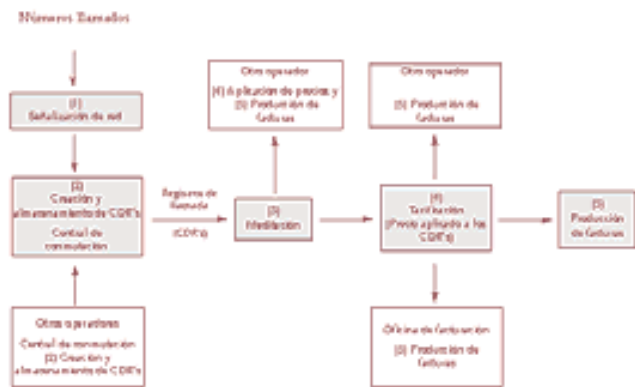 Números llamados
(1)
Señalización de red
Otro operador
(4) Aplicación de precios y
(5) Producción de
facturas
Otro operador
(5) Producción de
facturas
(2)
Creación y
almacenamiento de CDR's
Central de
conmutación
Registros de
llamada
(CDR's)
(3)
Mediación
(4)
Tarificación
(Precio aplicado a los
CDR's)
(5)
Producción
de facturas
Otros operadores
Central de conmutación
(2) Creación y
almacenamiento de CDR's
Oficina de facturación
(5) Producción de
facturas